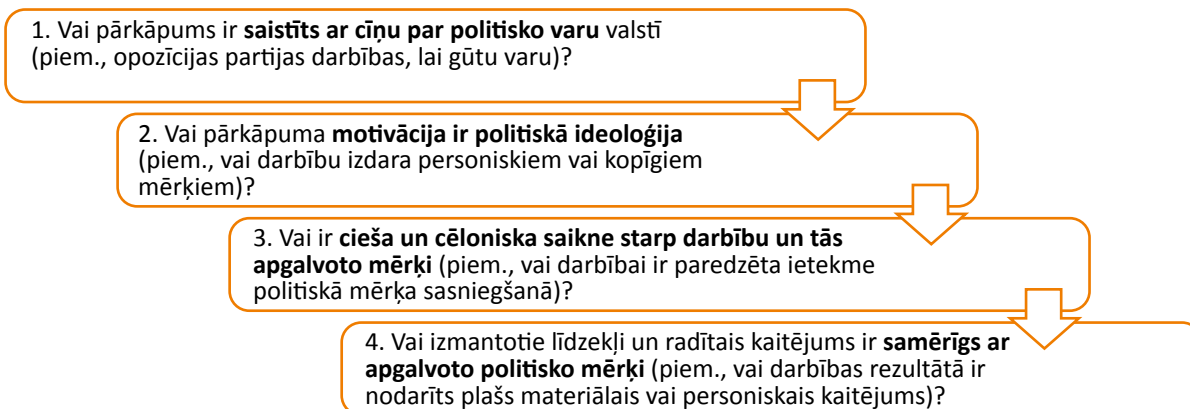 1. Vai pārkāpums ir saistīts ar cīņu par politisko varu valstī
(piem., opozīcijas partijas darbības, lai gūtu varu)?
2. Vai pārkāpuma motivācija ir politiskā ideoloģija
(piem., vai darbību izdara personiskiem vai kopīgiem
mērķiem)?
3. Vai ir cieša un cēloniska saikne starp darbību un tās
apgalvoto mērķi (piem., vai darbībai ir paredzēta ietekme
politiskā mērķa sasniegšanā)?
4. Vai izmantotie līdzekļi un radītais kaitējums ir samērīgs ar
apgalvoto politisko mērķi (piem., vai darbības rezultātā ir
nodarīts plašs materiālais vai personiskais kaitējums)?